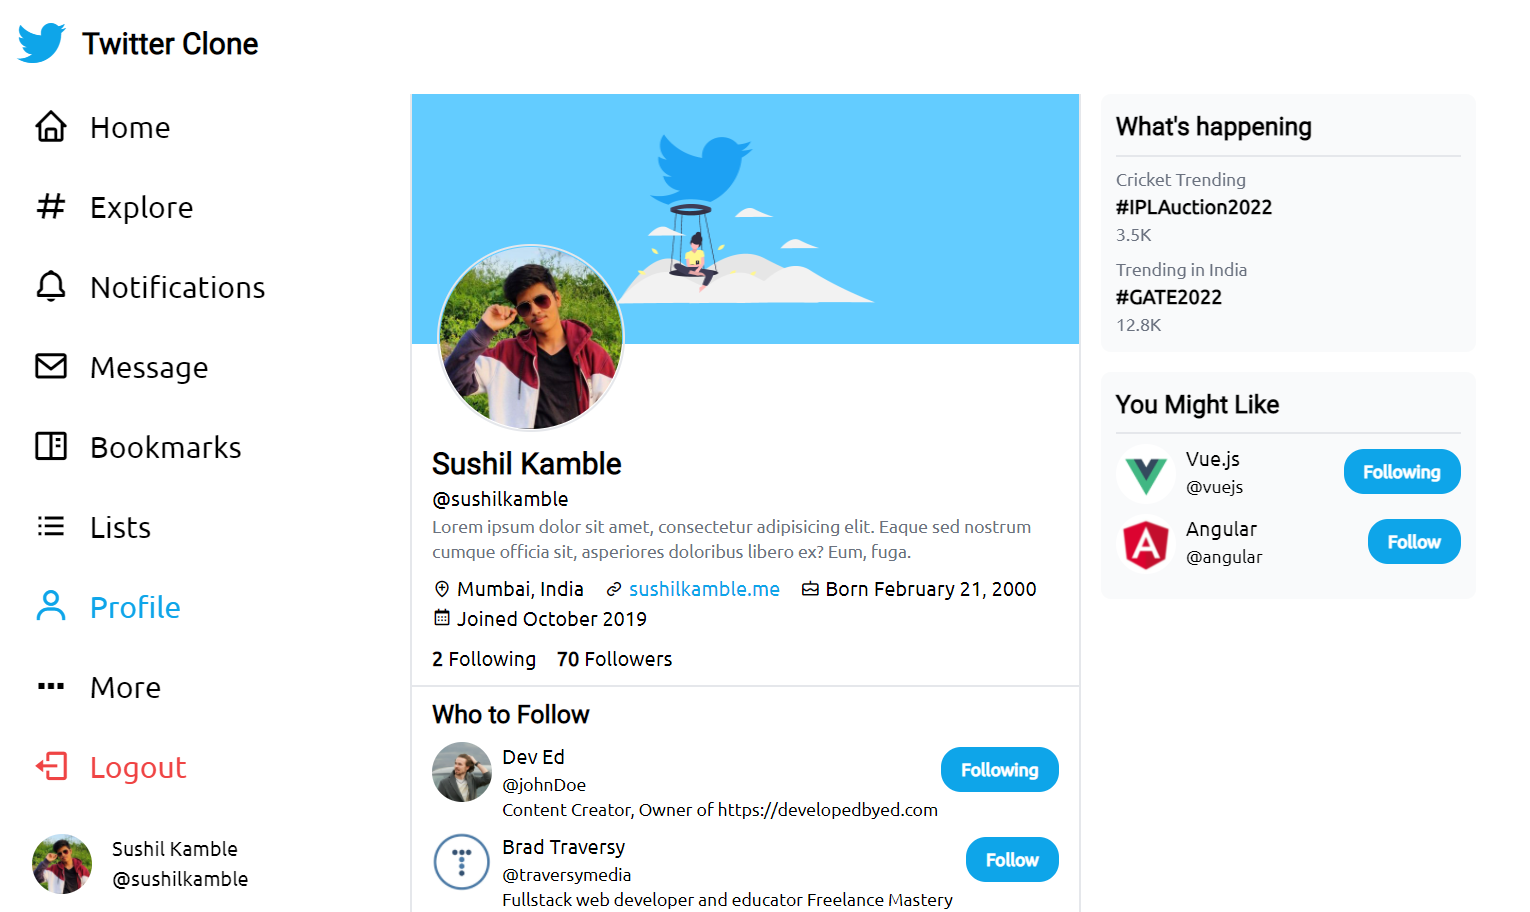 Twitter Clone
Home
Explore
Notifications
Message
Bookmarks
Lists
Profile
More
Logout
Sushil Kamble
@sushilkamble
Sushil Kamble
@sushilkamble
Lorem ipsum dolor sit amet, consectetur adipisicing elit. Eaque sed nostrum
cumque officia sit, asperiores doloribus libero ex? Eum, fuga.
Mumbai, India sushilkamble.me Born February 21, 2000
Joined October 2019
2 Following 70 Followers
Who to Follow
Dev Ed
@johnDoe
Content Creator, Owner of https://developedbyed.com
Following
Brad Traversy
@traversymedia
Fullstack web developer and educator Freelance Mastery
Follow
What's happening
Cricket Trending
#IPLAuction2022
3.5K
Trending in India
#GATE2022
12.8K
You Might Like
Vue.js
@vuejs
Following
Angular
@angular
Follow